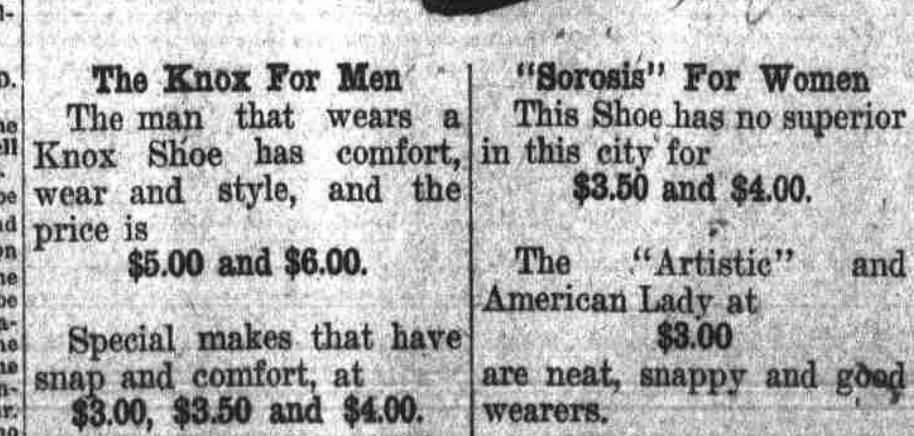 The Knox For Men
The man that wears a
Knox Shoe has comfort,
wear and style, and the
price is
$5.00 and $6.00.
Special makes that have
snap and comfort, at
$3.00, $3.50 and $4.00.
"Sorosis" For Women
This Shoe has no superior
in this city for
$3.50 and $4.00.
The "Artistic" and
American Lady at
$3.00
are neat, snappy and good
wearers.